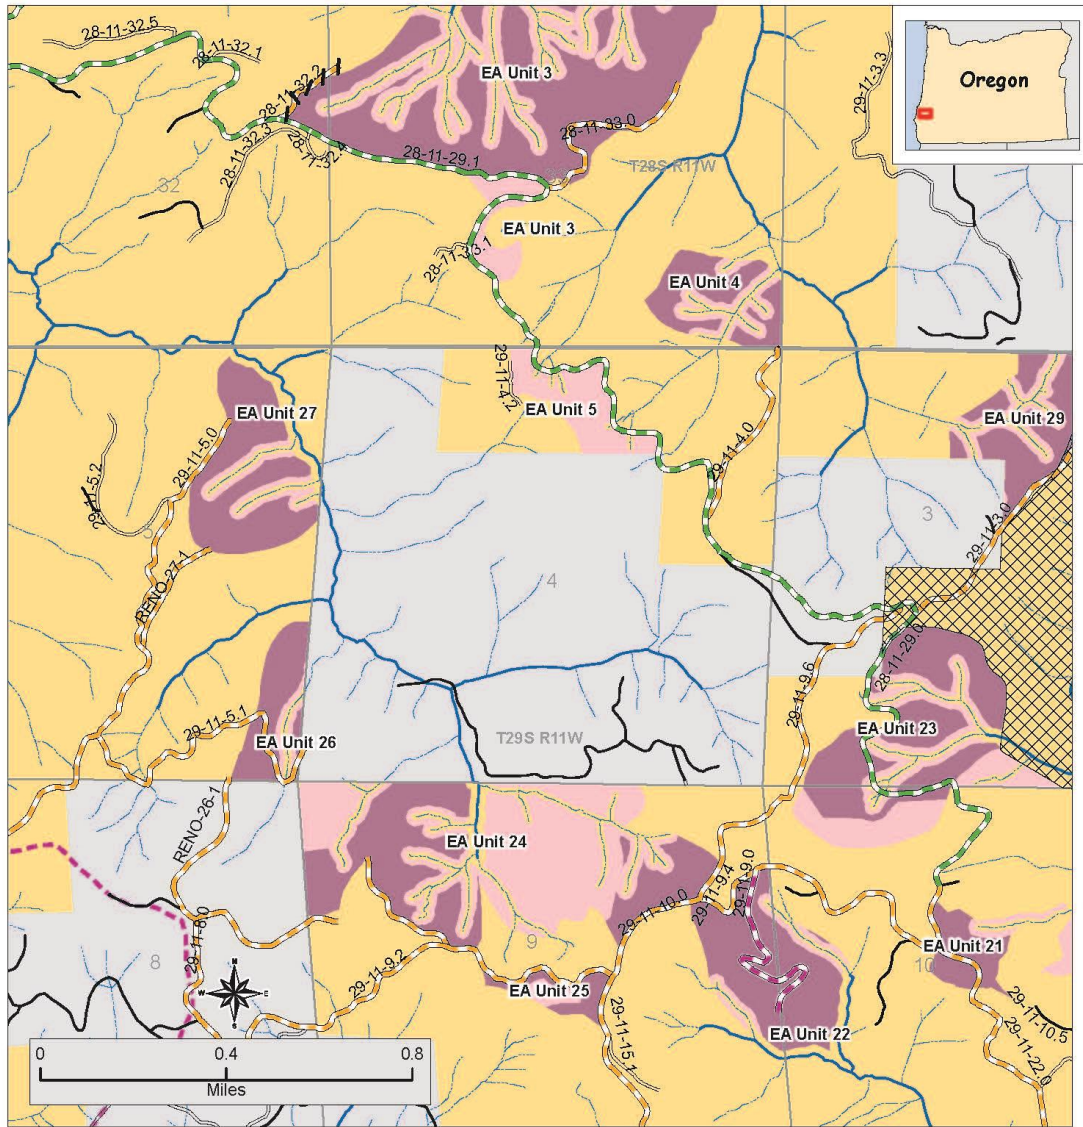 28-11-32.5
28-11-32.1
28-11-32.2
EA Unit 3
29-11-3.3
Oregon
28-11-32.3
28-11-32.4
28-11-33.0
28-11-29.1
T28S R11W
32
EA Unit 3
28-11-33.1
EA Unit 4
29-11-4.2
EA Unit 5
EA Unit 27
EA Unit 29
29-11-5.0
29-11-4.0
29-11-5.2
5
3
29-11-3.0
RENO-27-1
4
28-11-29.0
29-11-9.6
29-11-5.1
EA Unit 26
T29S R11W
EA Unit 23
RENO-26-1
EA Unit 24
29-11-9.4
29-11-9.0
29-11-10.0
29-11-8.0
9
EA Unit 21
10
8
29-11-9.2
N
W
E
S
EA Unit 25
29-11-10.5
EA Unit 22
29-11-15.1
29-11-22.0
0
0.4
0.8
Miles